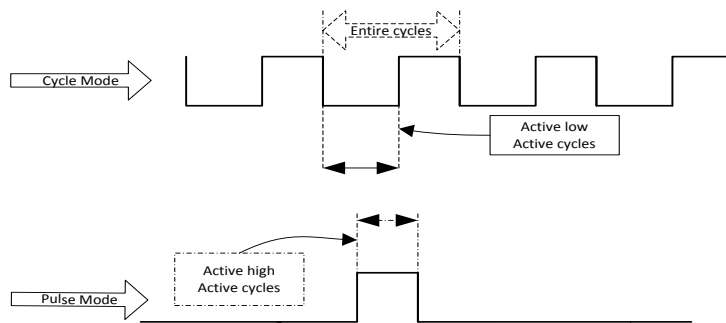 Entire cycles
Cycle Mode
Active low
Active cycles
Active high
Active cycles
Pulse Mode